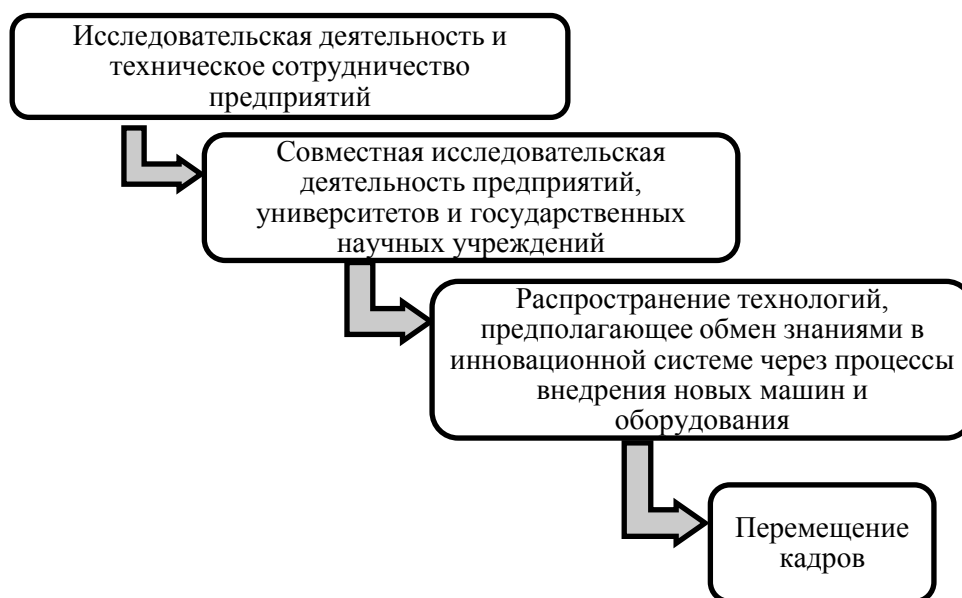 Исследовательская деятельность и
техническое сотрудничество
предприятий
Совместная исследовательская
деятельность предприятий,
университетов и государственных
научных учреждений
Распространение технологий,
предполагающее обмен знаниями в
инновационной системе через процессы
внедрения новых машин и
оборудования
Перемещение
кадров